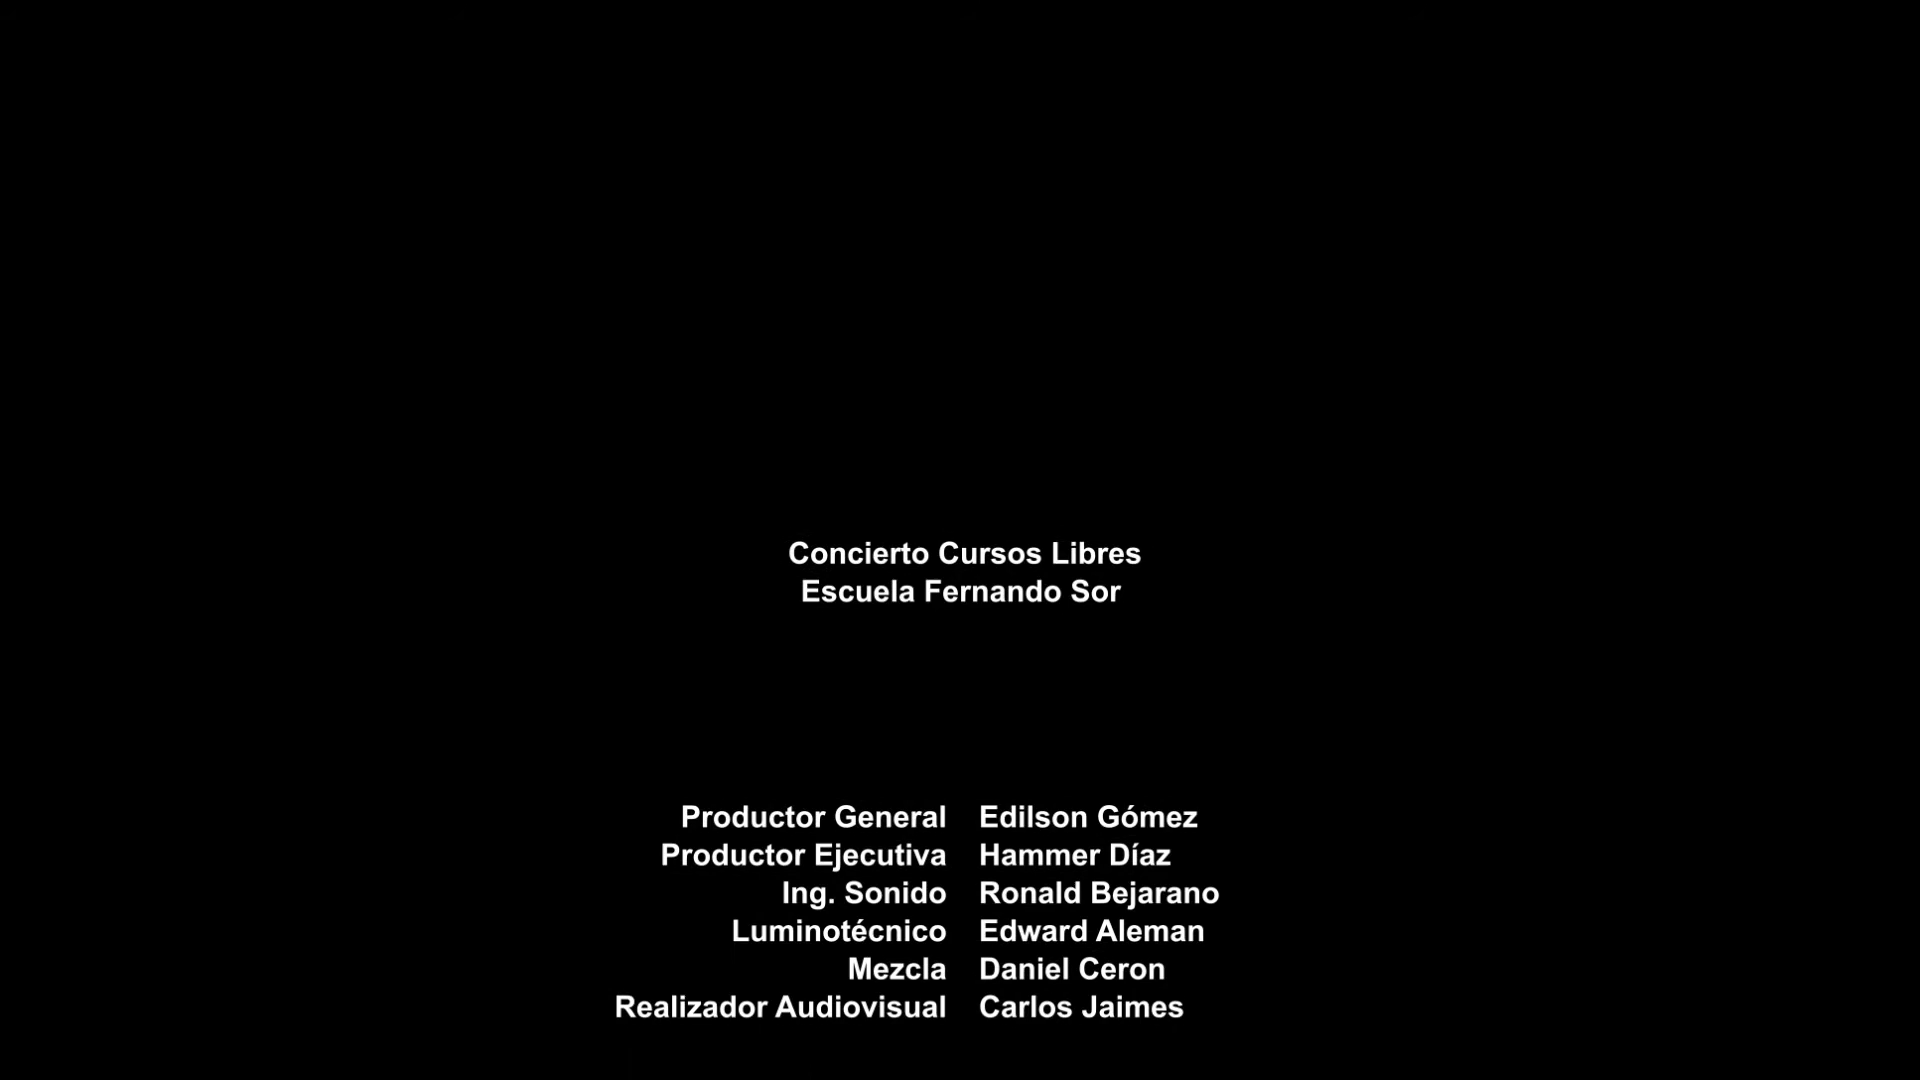 Concierto Cursos Libres
Escuela Fernando Sor
Productor General Edilson Gómez
Productor Ejecutiva Hammer Díaz
Ing. Sonido Ronald Bejarano
Luminotécnico Edward Aleman
Mezcla Daniel Ceron
Realizador Audiovisual Carlos Jaimes